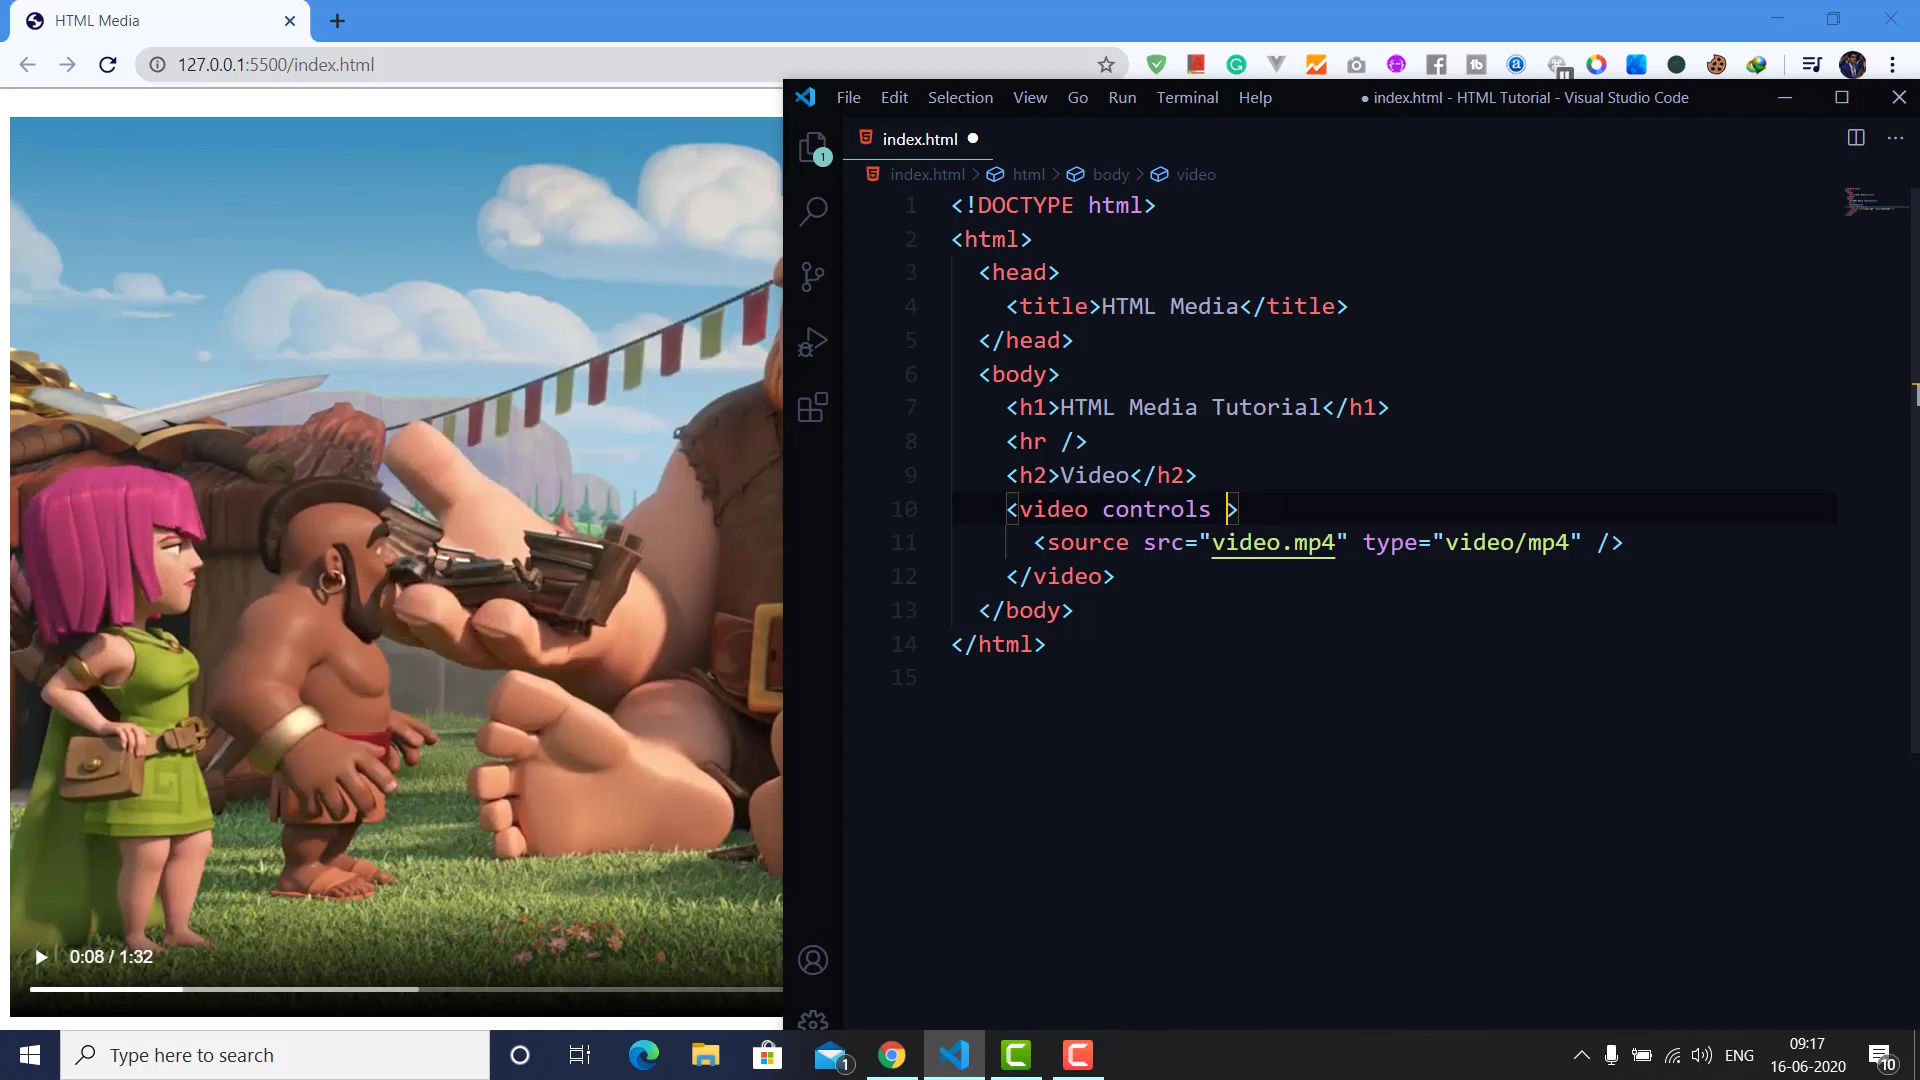 HTML Media
127.0.0.1:5500/index.html
File Edit Selection View Go Run Terminal Help ● index.html - HTML Tutorial - Visual Studio Code
1
index.html
index.html > html > body > video
1 <!DOCTYPE html>
2 <html>
3 <head>
4 <title>HTML Media</title>
5 </head>
6 <body>
7 <h1>HTML Media Tutorial</h1>
8 <hr />
9 <h2>Video</h2>
10 <video controls >
11 <source src="video.mp4" type="video/mp4" />
12 </video>
13 </body>
14 </html>
15
0:08 / 1:32
Type here to search
1
ENG
09:17
16-06-2020
10